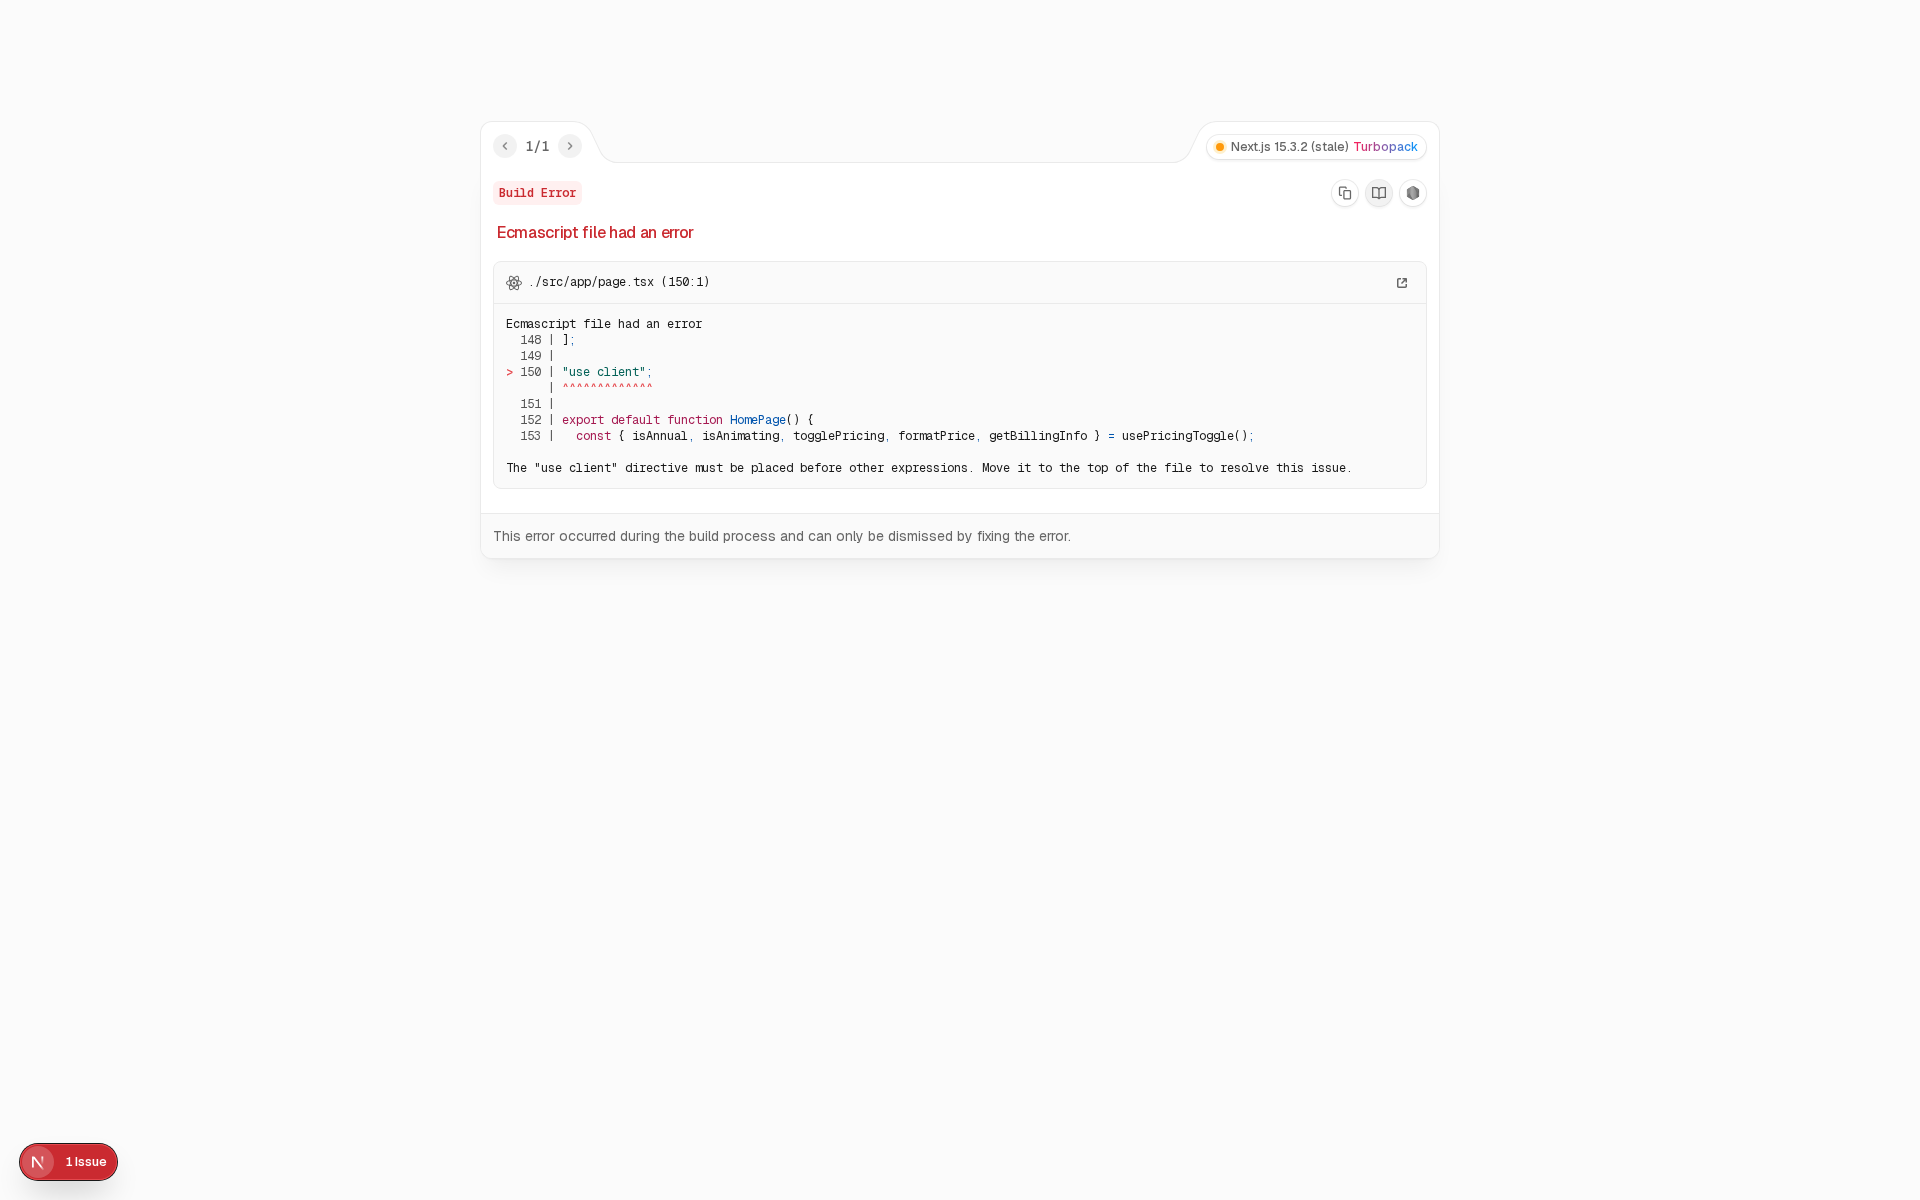 1/1
Next.js 15.3.2 (stale) Turbopack
Build Error
Ecmascript file had an error
./src/app/page.tsx (150:1)
Ecmascript file had an error
  148 | ];
  149 |
> 150 | "use client";
      | ^^^^^^^^^^^^^
  151 |
  152 | export default function HomePage() {
  153 |   const { isAnnual, isAnimating, togglePricing, formatPrice, getBillingInfo } = usePricingToggle();
The "use client" directive must be placed before other expressions. Move it to the top of the file to resolve this issue.
This error occurred during the build process and can only be dismissed by fixing the error.
N 1 Issue